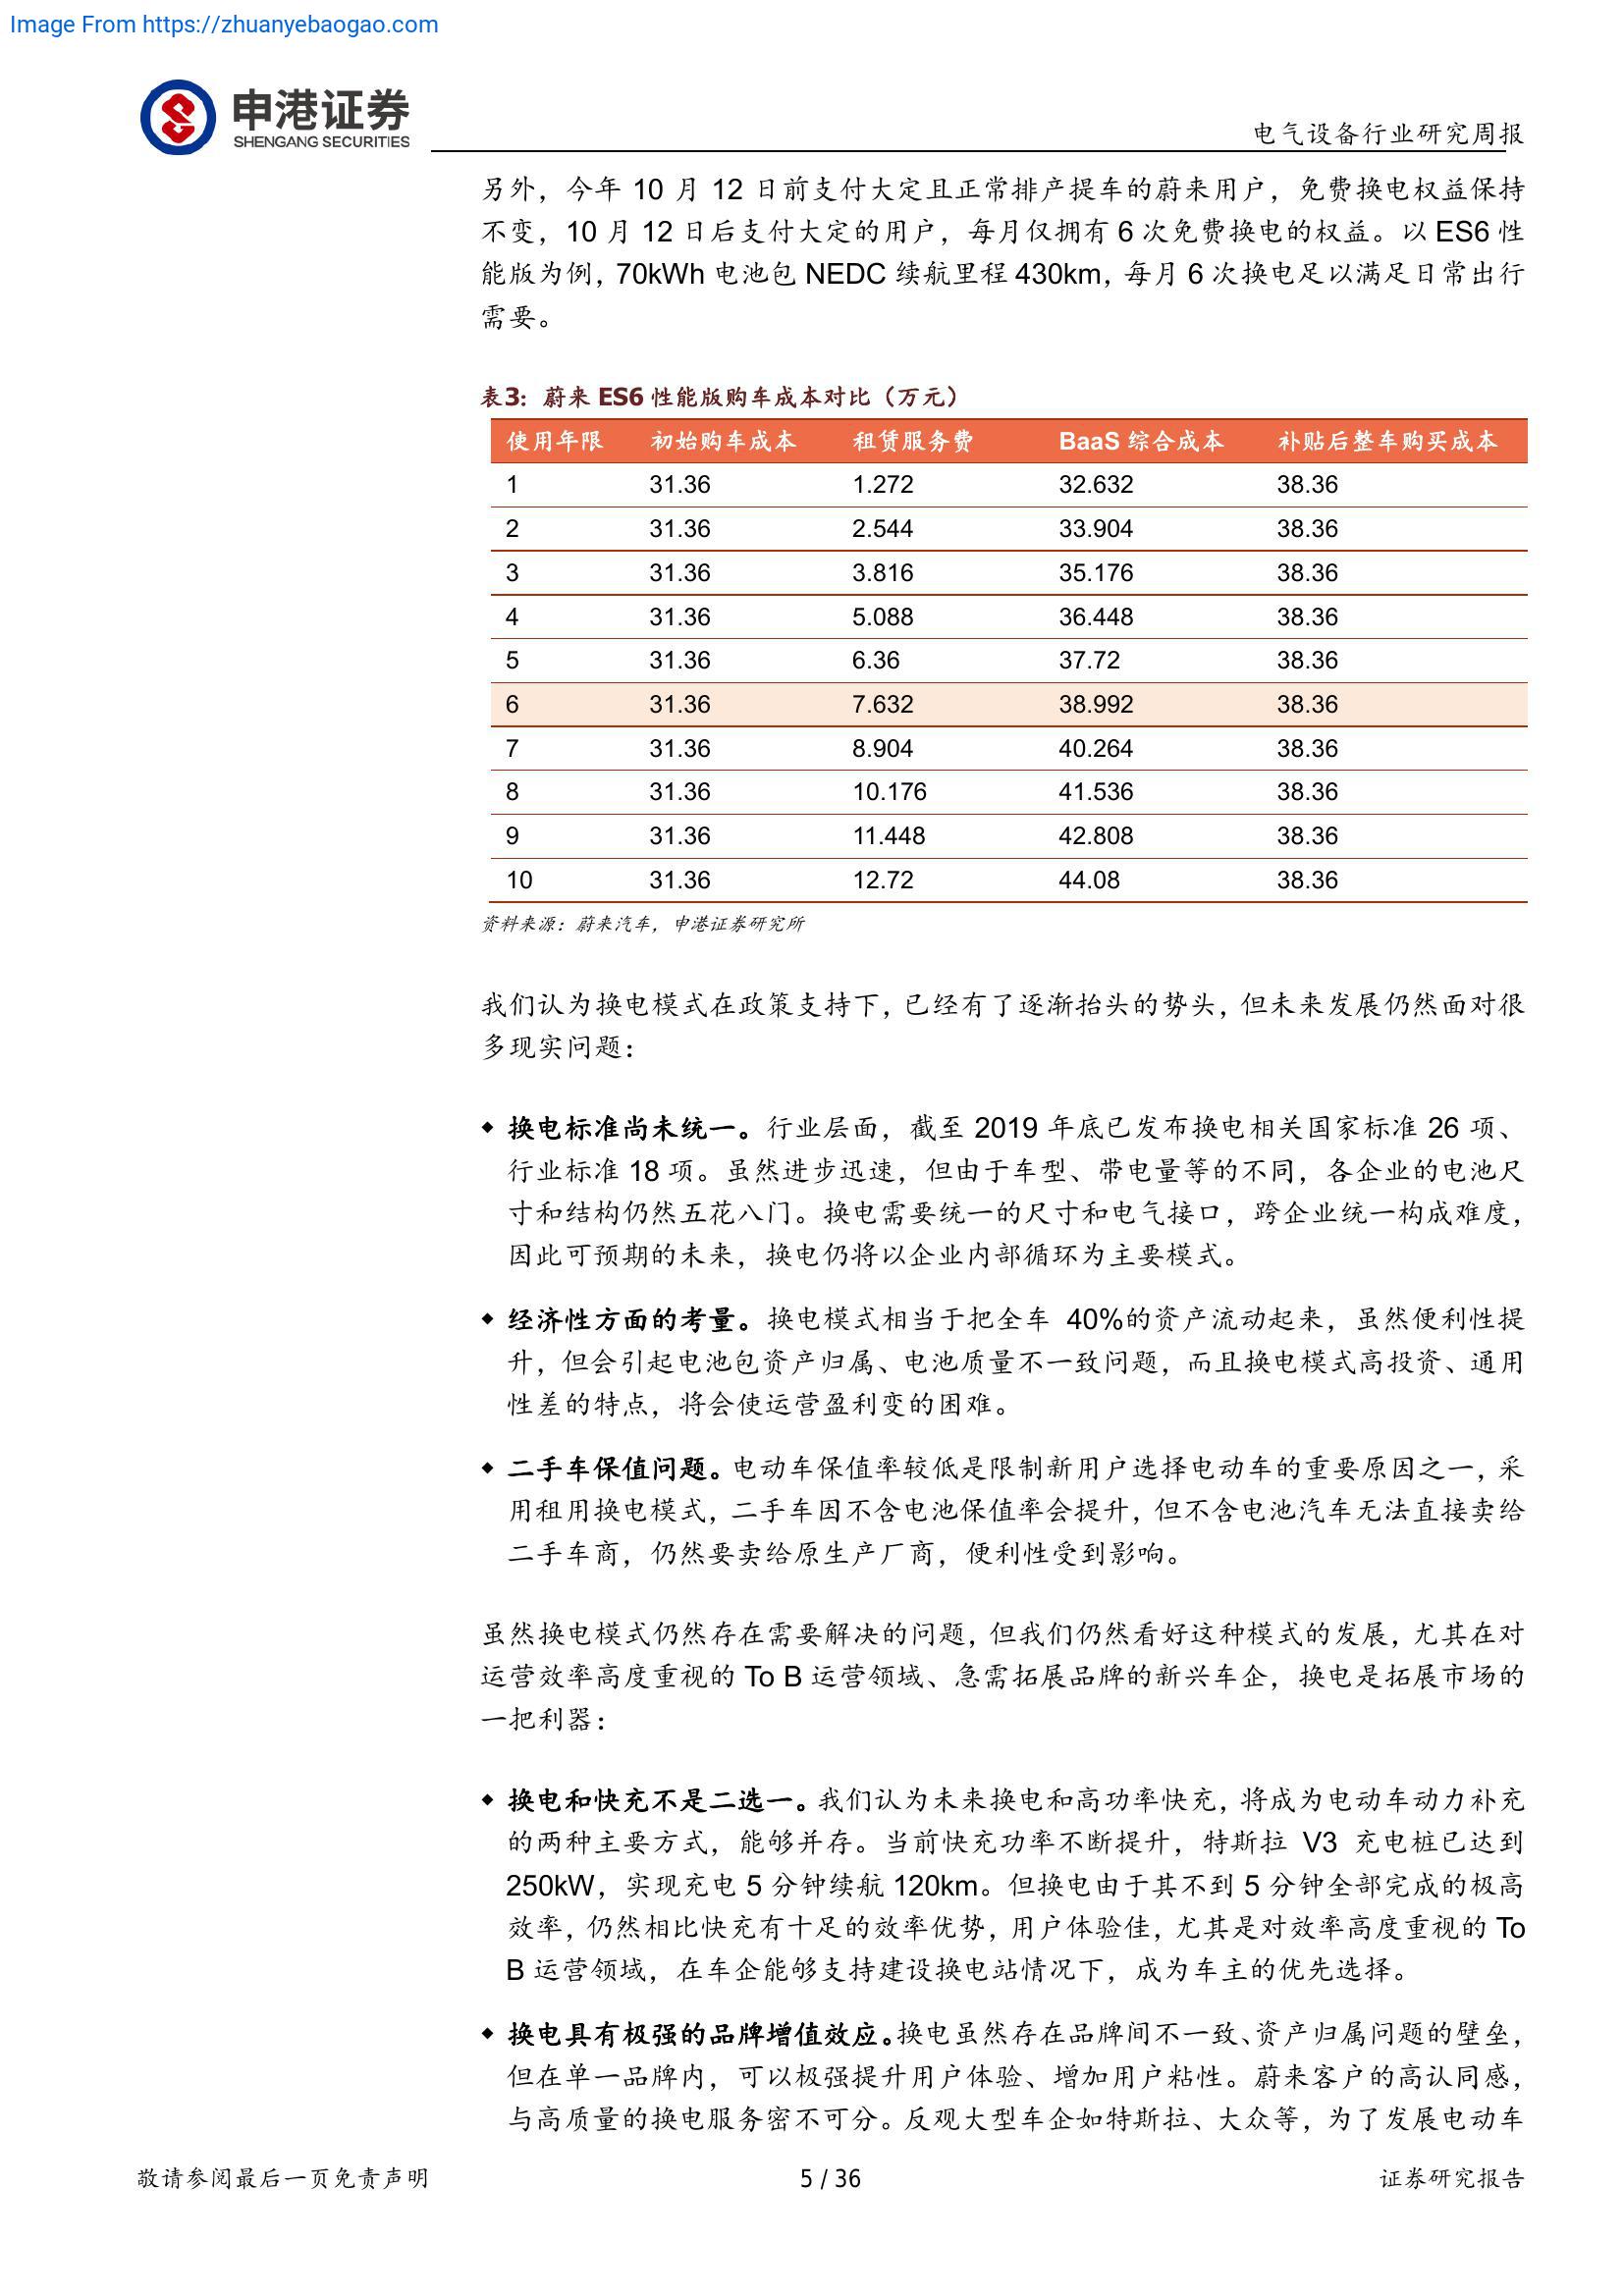 Image From https://zhuanyebaogao.com
申港证券
SHENGANG SECURITIES
电气设备行业研究周报
另外，今年 10 月 12 日前支付大定且正常排产提车的蔚来用户，免费换电权益保持
不变，10 月 12 日后支付大定的用户，每月仅拥有 6 次免费换电的权益。以 ES6 性
能版为例，70kWh 电池包 NEDC 续航里程 430km，每月 6 次换电足以满足日常出行
需要。
表3：蔚来 ES6 性能版购车成本对比（万元）
使用年限 初始购车成本 租赁服务费 BaaS 综合成本 补贴后整车购买成本
1 31.36 1.272 32.632 38.36
2 31.36 2.544 33.904 38.36
3 31.36 3.816 35.176 38.36
4 31.36 5.088 36.448 38.36
5 31.36 6.36 37.72 38.36
6 31.36 7.632 38.992 38.36
7 31.36 8.904 40.264 38.36
8 31.36 10.176 41.536 38.36
9 31.36 11.448 42.808 38.36
10 31.36 12.72 44.08 38.36
资料来源：蔚来汽车，申港证券研究所
我们认为换电模式在政策支持下，已经有了逐渐抬头的势头，但未来发展仍然面对很
多现实问题：
◆ 换电标准尚未统一。行业层面，截至 2019 年底已发布换电相关国家标准 26 项、
行业标准 18 项。虽然进步迅速，但由于车型、带电量等的不同，各企业的电池尺
寸和结构仍然五花八门。换电需要统一的尺寸和电气接口，跨企业统一构成难度，
因此可预期的未来，换电仍将以企业内部循环为主要模式。
◆ 经济性方面的考量。换电模式相当于把全车 40%的资产流动起来，虽然便利性提
升，但会引起电池包资产归属、电池质量不一致问题，而且换电模式高投资、通用
性差的特点，将会使运营盈利变的困难。
◆ 二手车保值问题。电动车保值率较低是限制新用户选择电动车的重要原因之一，采
用租用换电模式，二手车因不含电池保值率会提升，但不含电池汽车无法直接卖给
二手车商，仍然要卖给原生产厂商，便利性受到影响。
虽然换电模式仍然存在需要解决的问题，但我们仍然看好这种模式的发展，尤其在对
运营效率高度重视的 To B 运营领域、急需拓展品牌的新兴车企，换电是拓展市场的
一把利器：
◆ 换电和快充不是二选一。我们认为未来换电和高功率快充，将成为电动车动力补充
的两种主要方式，能够并存。当前快充功率不断提升，特斯拉 V3 充电桩已达到
250kW，实现充电 5 分钟续航 120km。但换电由于其不到 5 分钟全部完成的极高
效率，仍然相比快充有十足的效率优势，用户体验佳，尤其是对效率高度重视的 To
B 运营领域，在车企能够支持建设换电站情况下，成为车主的优先选择。
◆ 换电具有极强的品牌增值效应。换电虽然存在品牌间不一致、资产归属问题的壁垒，
但在单一品牌内，可以极强提升用户体验、增加用户粘性。蔚来客户的高认同感，
与高质量的换电服务密不可分。反观大型车企如特斯拉、大众等，为了发展电动车
敬请参阅最后一页免责声明
5 / 36
证券研究报告